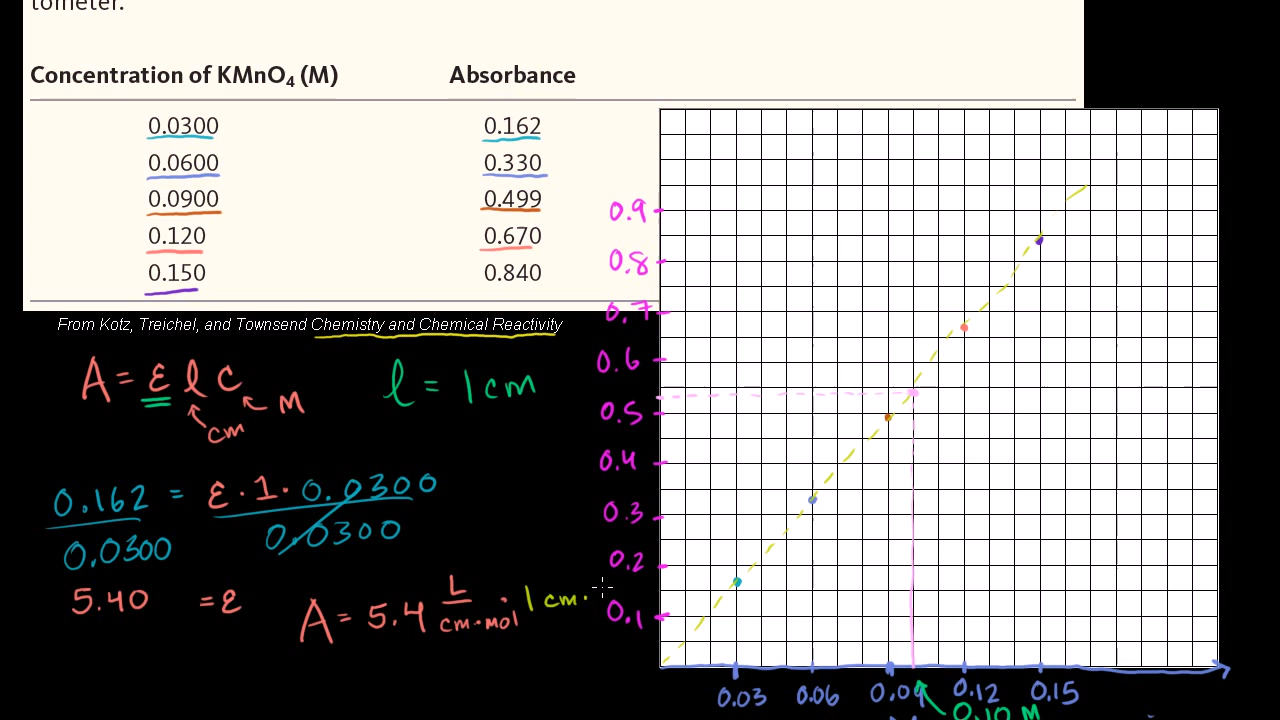 tometer.
Concentration of KMnO₄ (M) Absorbance
0.0300 0.162
0.0600 0.330
0.0900 0.499
0.120 0.670
0.150 0.840
From Kotz, Treichel, and Townsend Chemistry and Chemical Reactivity
A = ε l c
cm
M
l = 1 cm
0.162 = ε · 1 · 0.0300
0.0300 0.0300
5.40 = ε
A = 5.4 L
cm · mol
· 1 cm ·
0.9
0.8
0.7
0.6
0.5
0.4
0.3
0.2
0.1
0.03 0.06 0.09 0.12 0.15
0.10 M